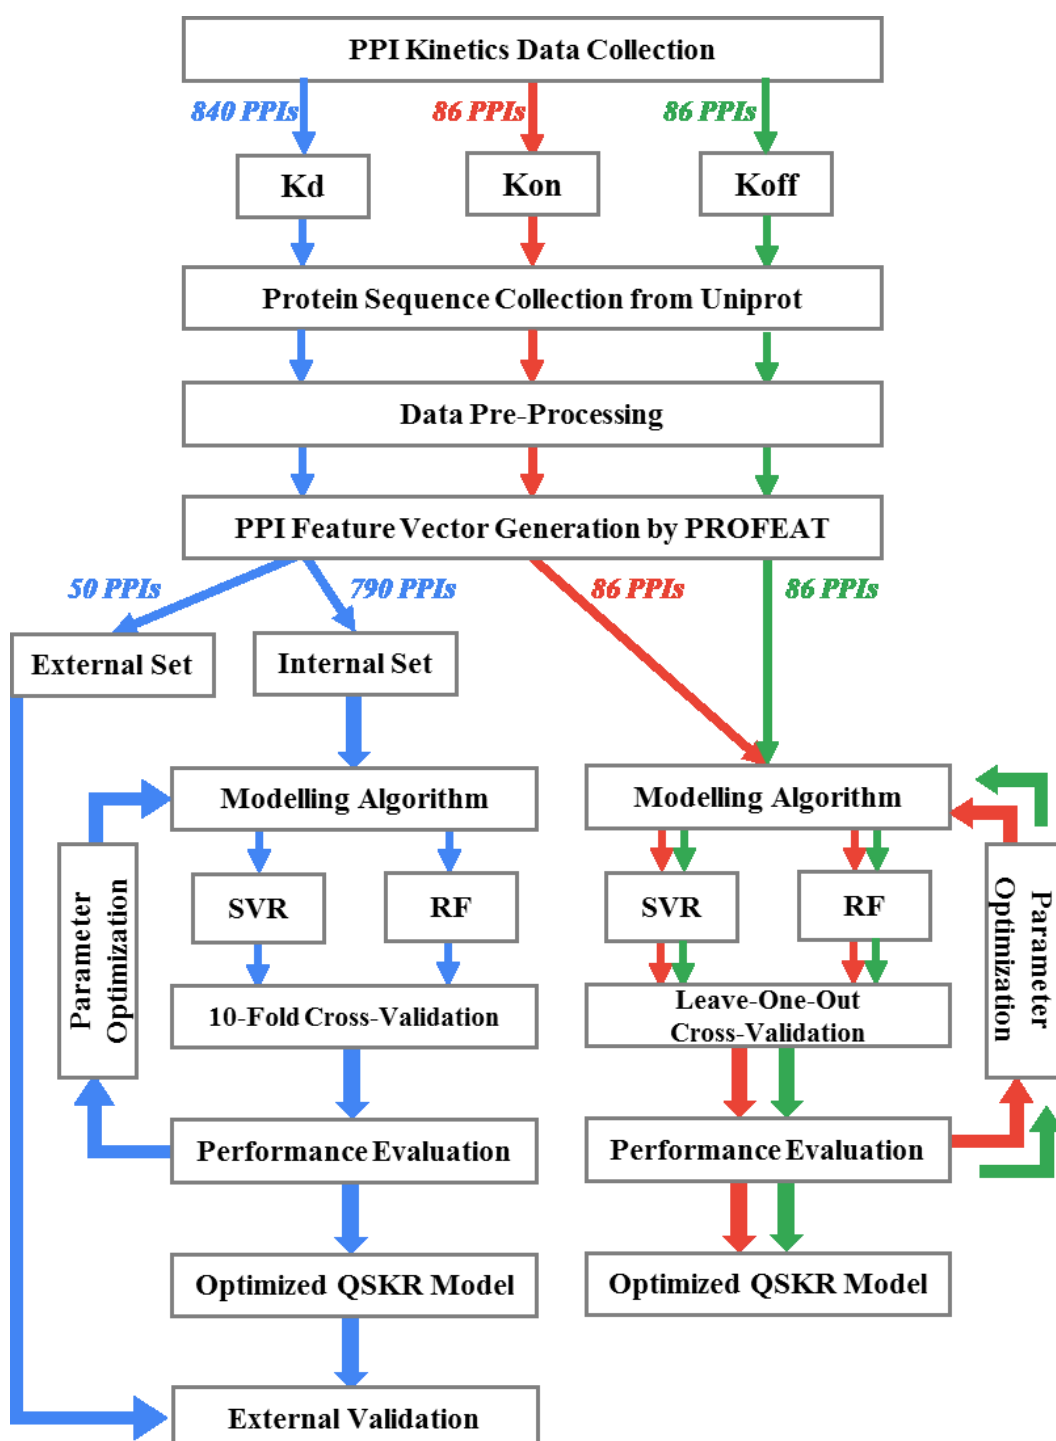 PPI Kinetics Data Collection
840 PPIs
86 PPIs
86 PPIs
Kd
Kon
Koff
Protein Sequence Collection from Uniprot
Data Pre-Processing
PPI Feature Vector Generation by PROFEAT
50 PPIs
790 PPIs
86 PPIs
86 PPIs
External Set
Internal Set
Modelling Algorithm
Modelling Algorithm
Parameter
Optimization
SVR
RF
SVR
RF
Parameter
Optimization
10-Fold Cross-Validation
Leave-One-Out
Cross-Validation
Performance Evaluation
Performance Evaluation
Optimized QSKR Model
Optimized QSKR Model
External Validation